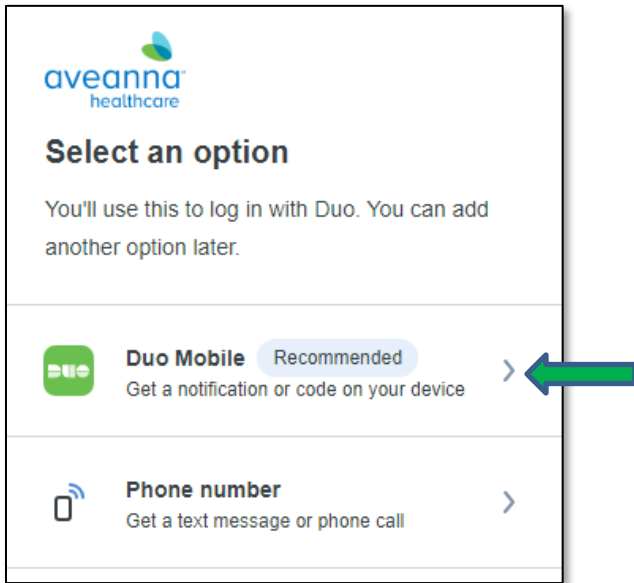 aveanna
healthcare
Select an option
You'll use this to log in with Duo. You can add
another option later.
DUO
Duo Mobile Recommended
Get a notification or code on your device
Phone number
Get a text message or phone call